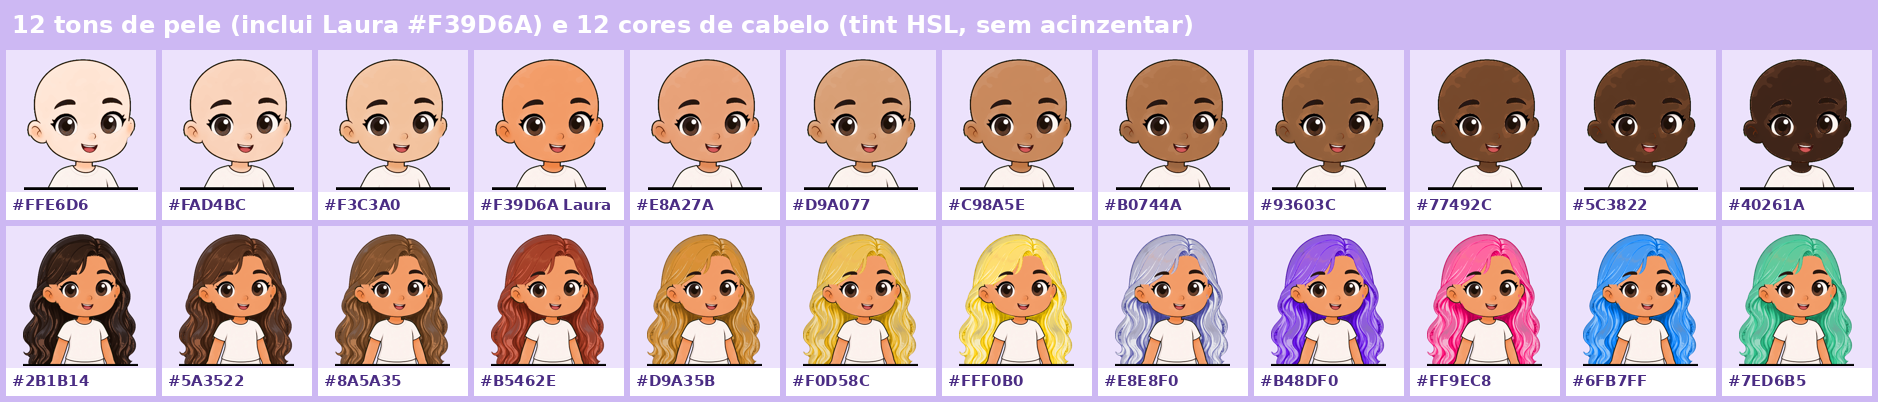 12 tons de pele (inclui Laura #F39D6A) e 12 cores de cabelo (tint HSL, sem acinzentar)
#FFE6D6 #FAD4BC #F3C3A0 #F39D6A Laura #E8A27A #D9A077 #C98A5E #B0744A #93603C #77492C #5C3822 #40261A
#2B1B14 #5A3522 #8A5A35 #B5462E #D9A35B #F0D58C #FFF0B0 #E8E8F0 #B48DF0 #FF9EC8 #6FB7FF #7ED6B5